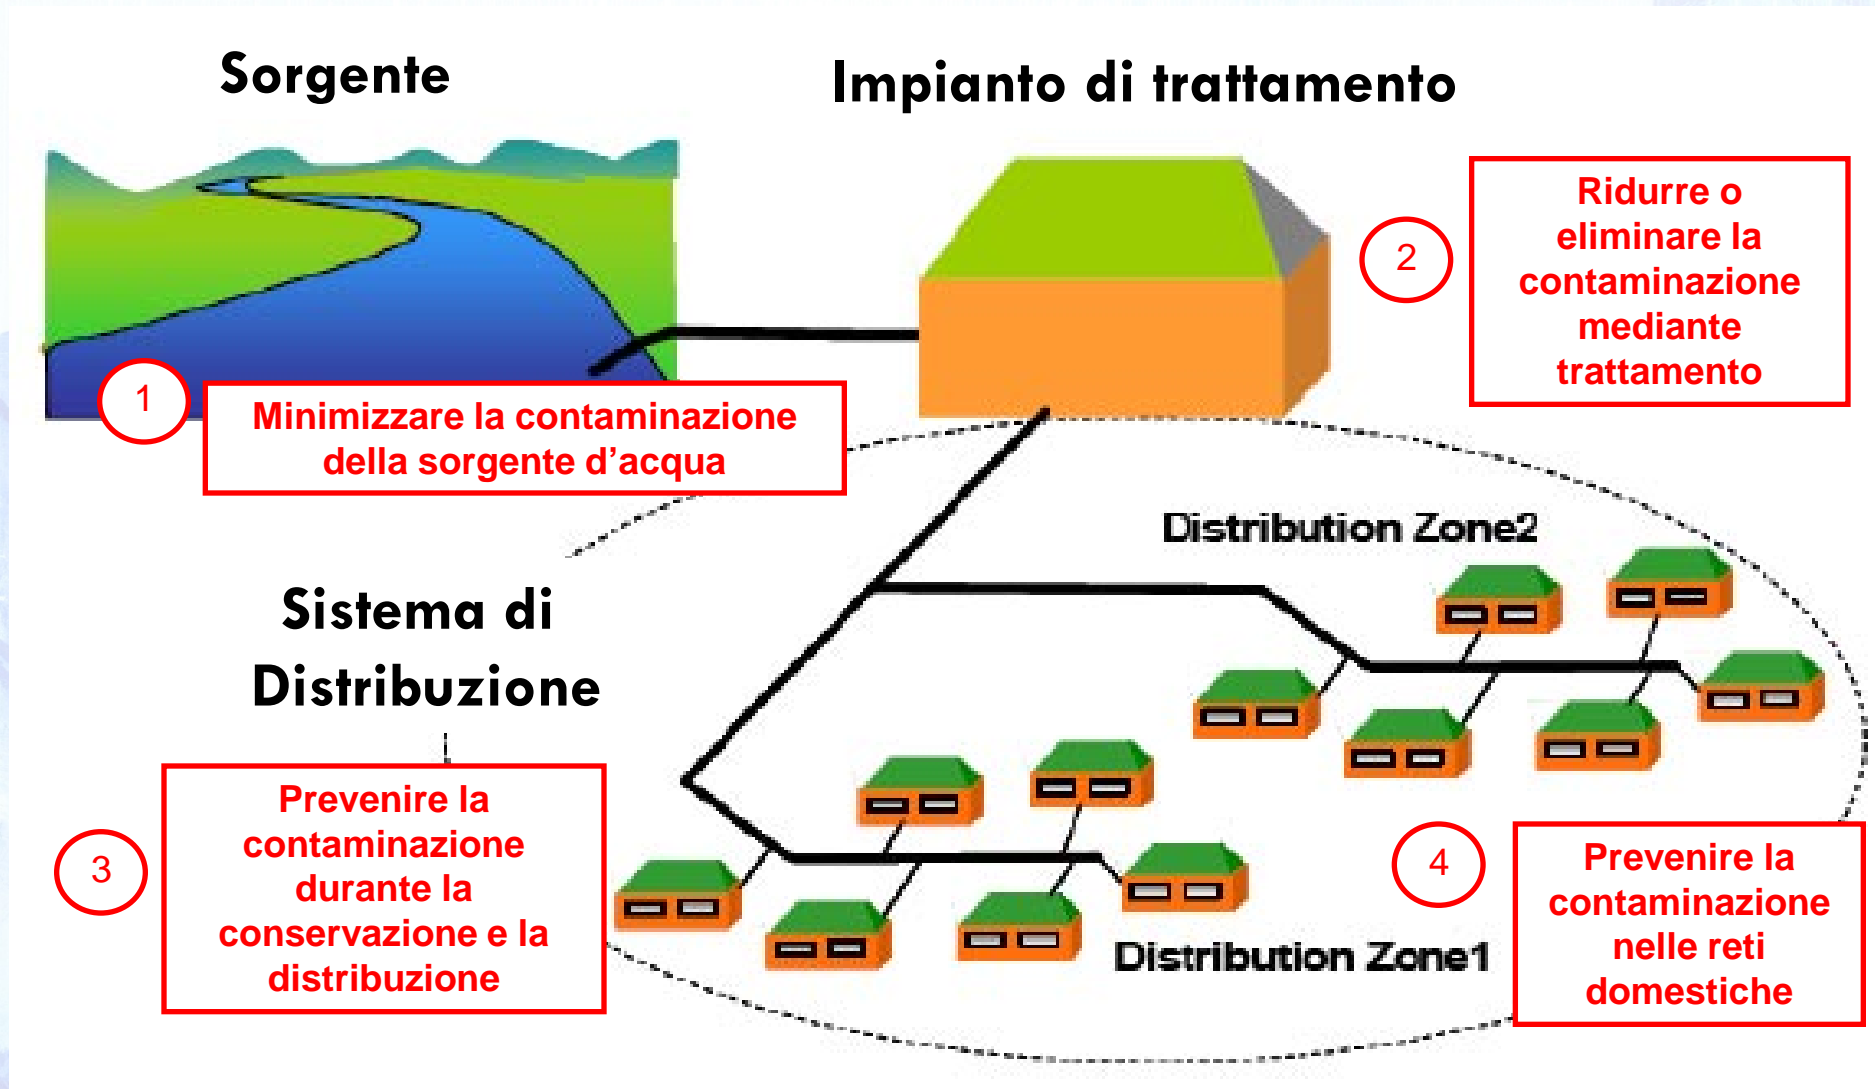 Sorgente
Impianto di trattamento
Ridurre o
eliminare la
contaminazione
mediante
trattamento
2
1
Minimizzare la contaminazione
della sorgente d’acqua
Distribution Zone2
Sistema di
Distribuzione
3
Prevenire la
contaminazione
durante la
conservazione e la
distribuzione
4
Prevenire la
contaminazione
nelle reti
domestiche
Distribution Zone1